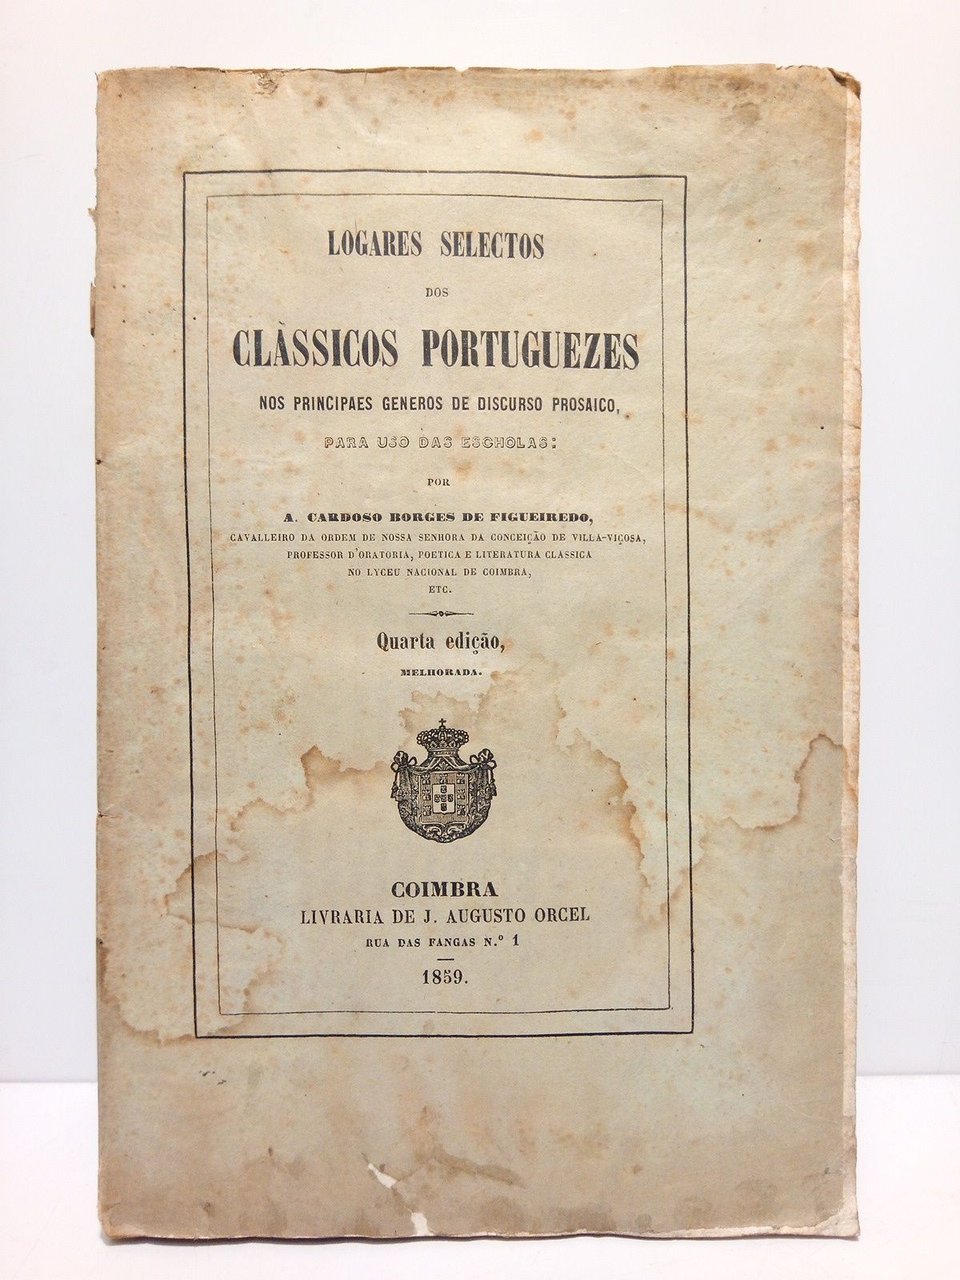 LOGARES SELECTOS
DOS
CLÀSSICOS PORTUGUEZES
NOS PRINCIPAES GENEROS DE DISCURSO PROSAICO,
PARA USO DAS ESCHOLAS:
POR
A. CARDOSO BORGES DE FIGUEIREDO,
CAVALLEIRO DA ORDEM DE NOSSA SENHORA DA CONCEIÇÃO DE VILLA-VIÇOSA,
PROFESSOR D'ORATORIA, POETICA E LITERATURA CLASSICA
NO LYCEU NACIONAL DE COIMBRA,
ETC.
Quarta edição,
MELHORADA.
COIMBRA
LIVRARIA DE J. AUGUSTO ORCEL
RUA DAS FANGAS N.º 1
1859.